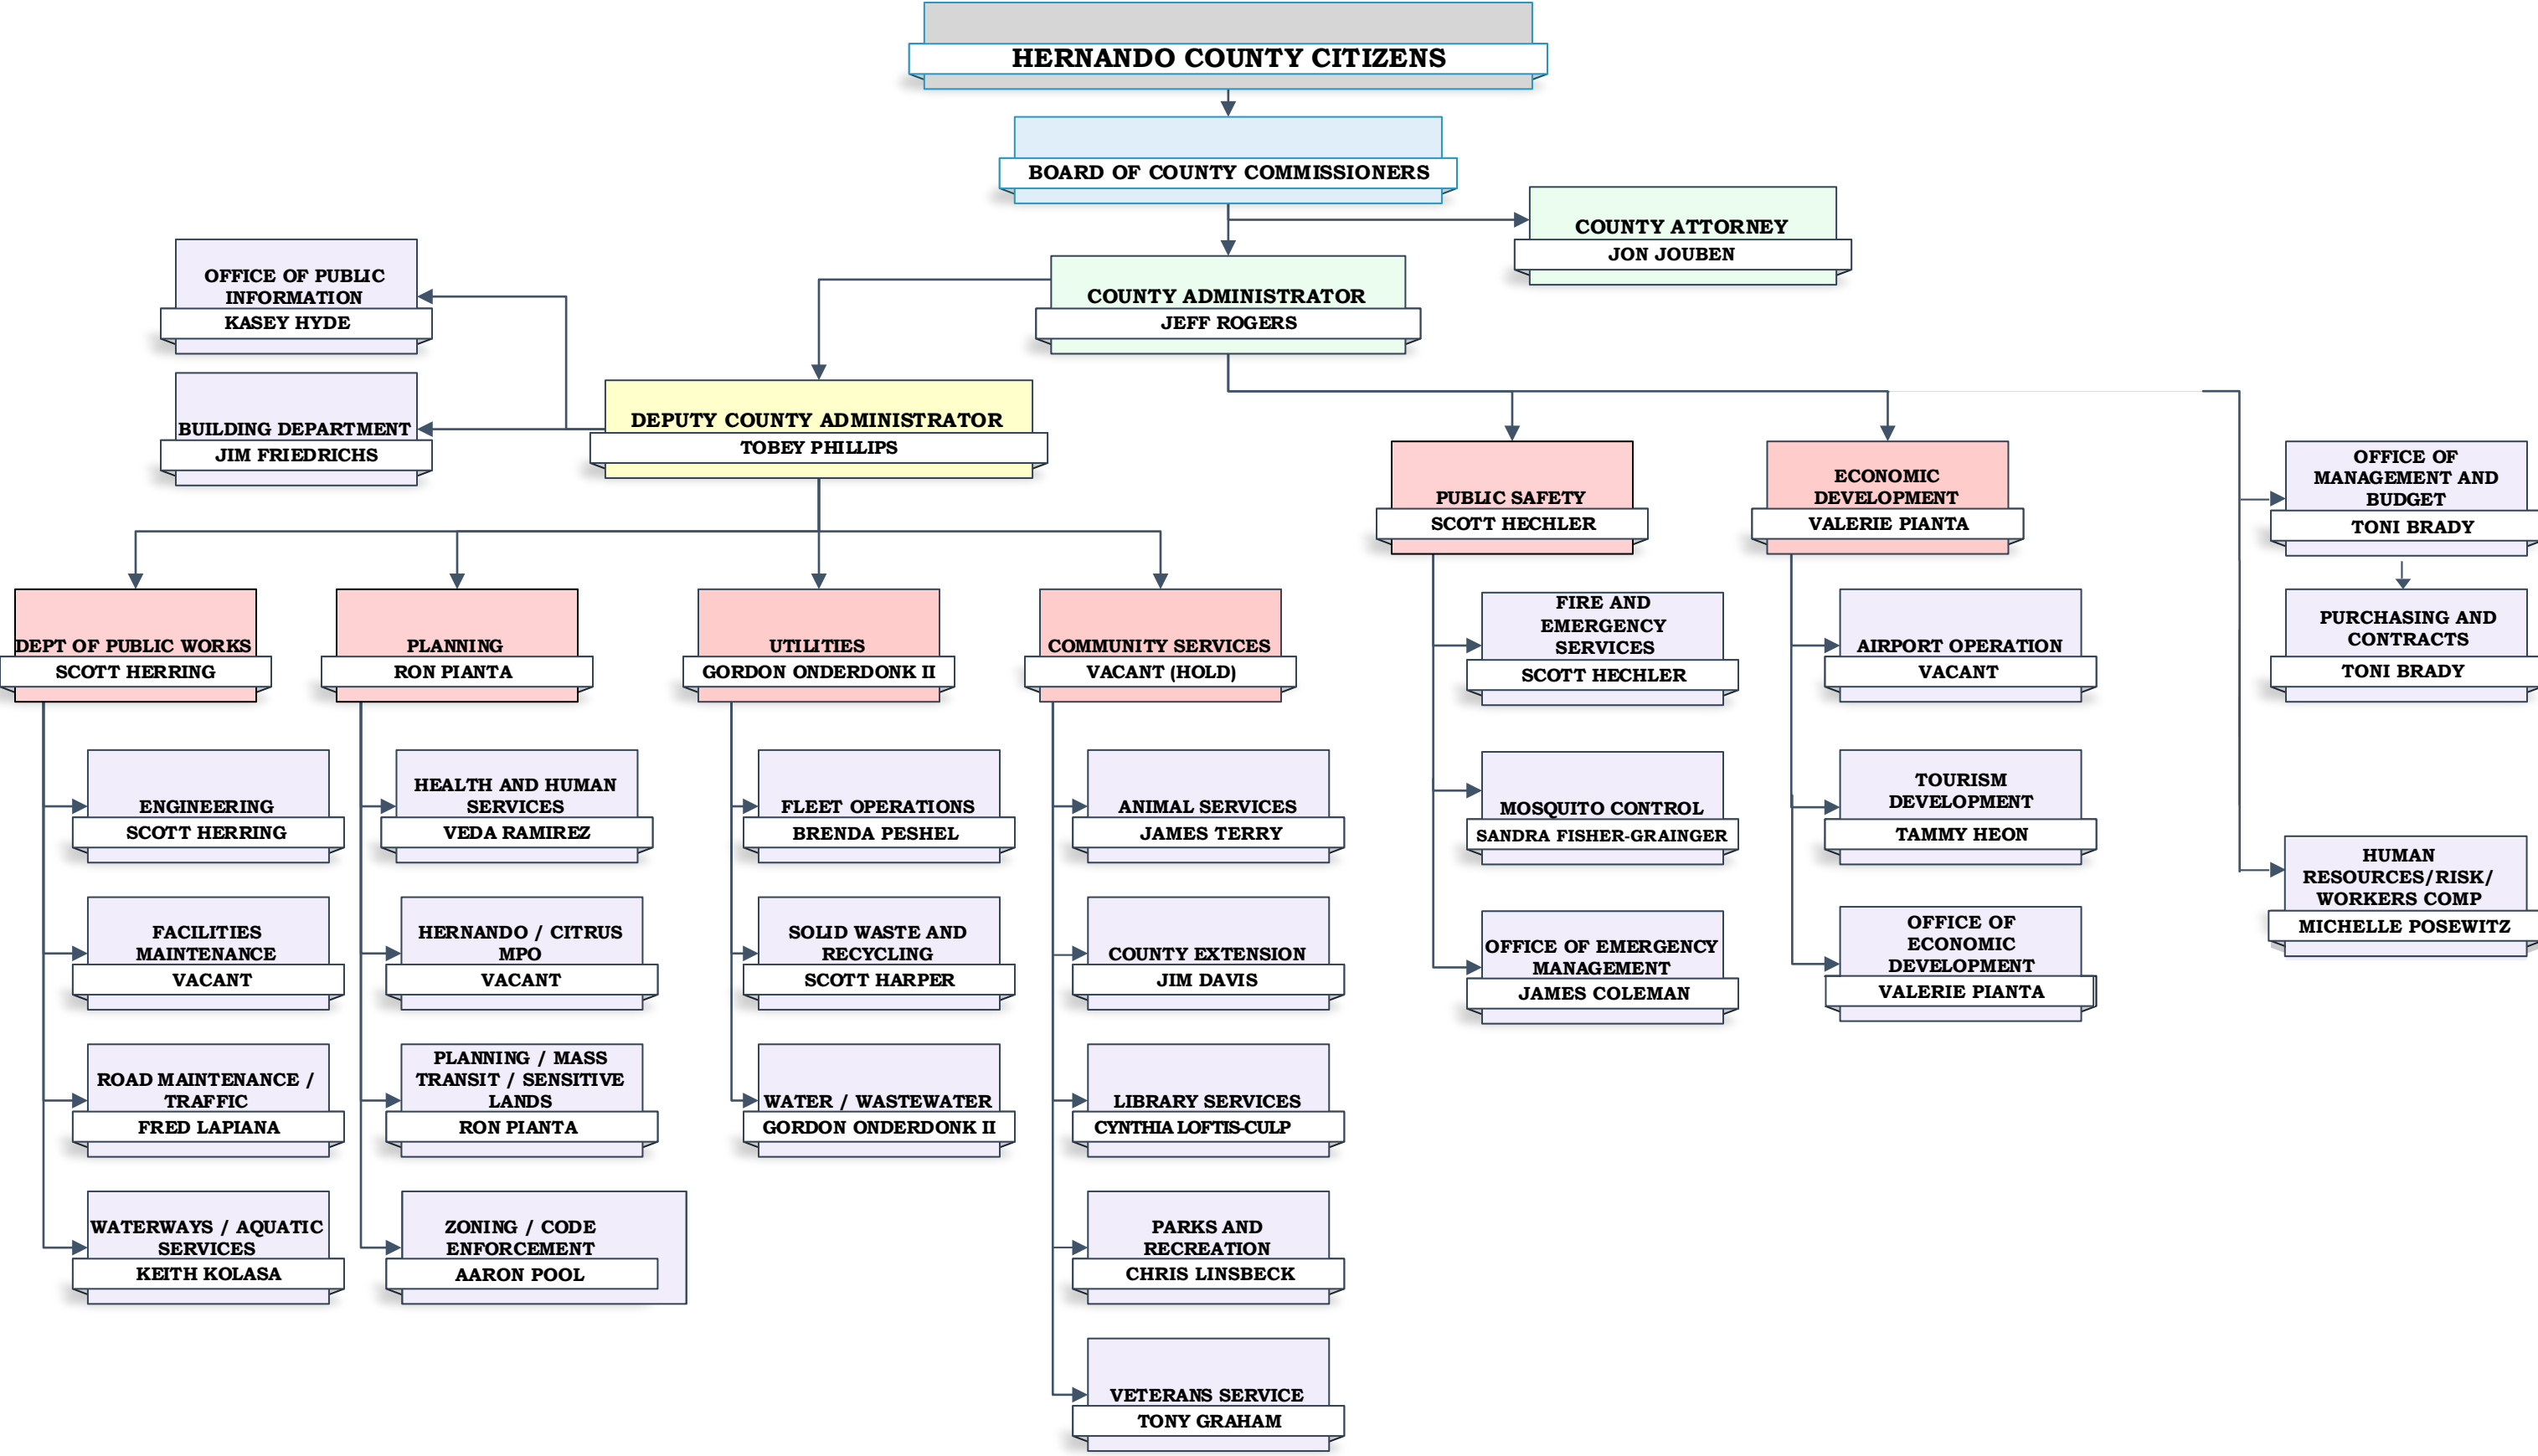 HERNANDO COUNTY CITIZENS
BOARD OF COUNTY COMMISSIONERS
COUNTY ATTORNEY
JON JOUBEN
COUNTY ADMINISTRATOR
JEFF ROGERS
OFFICE OF PUBLIC
INFORMATION
KASEY HYDE
BUILDING DEPARTMENT
JIM FRIEDRICHS
DEPUTY COUNTY ADMINISTRATOR
TOBEY PHILLIPS
DEPT OF PUBLIC WORKS
SCOTT HERRING
ENGINEERING
SCOTT HERRING
FACILITIES
MAINTENANCE
VACANT
ROAD MAINTENANCE /
TRAFFIC
FRED LAPIANA
WATERWAYS / AQUATIC
SERVICES
KEITH KOLASA
PLANNING
RON PIANTA
HEALTH AND HUMAN
SERVICES
VEDA RAMIREZ
HERNANDO / CITRUS
MPO
VACANT
PLANNING / MASS
TRANSIT / SENSITIVE
LANDS
RON PIANTA
ZONING / CODE
ENFORCEMENT
AARON POOL
UTILITIES
GORDON ONDERDONK II
FLEET OPERATIONS
BRENDA PESHEL
SOLID WASTE AND
RECYCLING
SCOTT HARPER
WATER / WASTEWATER
GORDON ONDERDONK II
COMMUNITY SERVICES
VACANT (HOLD)
ANIMAL SERVICES
JAMES TERRY
COUNTY EXTENSION
JIM DAVIS
LIBRARY SERVICES
CYNTHIA LOFTIS-CULP
PARKS AND
RECREATION
CHRIS LINSBECK
VETERANS SERVICE
TONY GRAHAM
PUBLIC SAFETY
SCOTT HECHLER
FIRE AND
EMERGENCY
SERVICES
SCOTT HECHLER
MOSQUITO CONTROL
SANDRA FISHER-GRAINGER
OFFICE OF EMERGENCY
MANAGEMENT
JAMES COLEMAN
ECONOMIC
DEVELOPMENT
VALERIE PIANTA
AIRPORT OPERATION
VACANT
TOURISM
DEVELOPMENT
TAMMY HEON
OFFICE OF
ECONOMIC
DEVELOPMENT
VALERIE PIANTA
OFFICE OF
MANAGEMENT AND
BUDGET
TONI BRADY
PURCHASING AND
CONTRACTS
TONI BRADY
HUMAN
RESOURCES/RISK/
WORKERS COMP
MICHELLE POSEWITZ